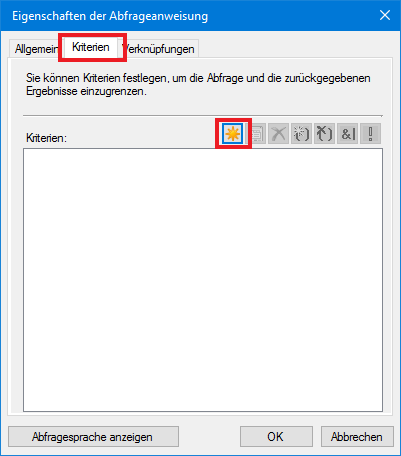 Eigenschaften der Abfrageanweisung
Allgemein Kriterien Verknüpfungen
Sie können Kriterien festlegen, um die Abfrage und die zurückgegebenen
Ergebnisse einzugrenzen.
Kriterien:
&|
!
Abfragesprache anzeigen OK Abbrechen